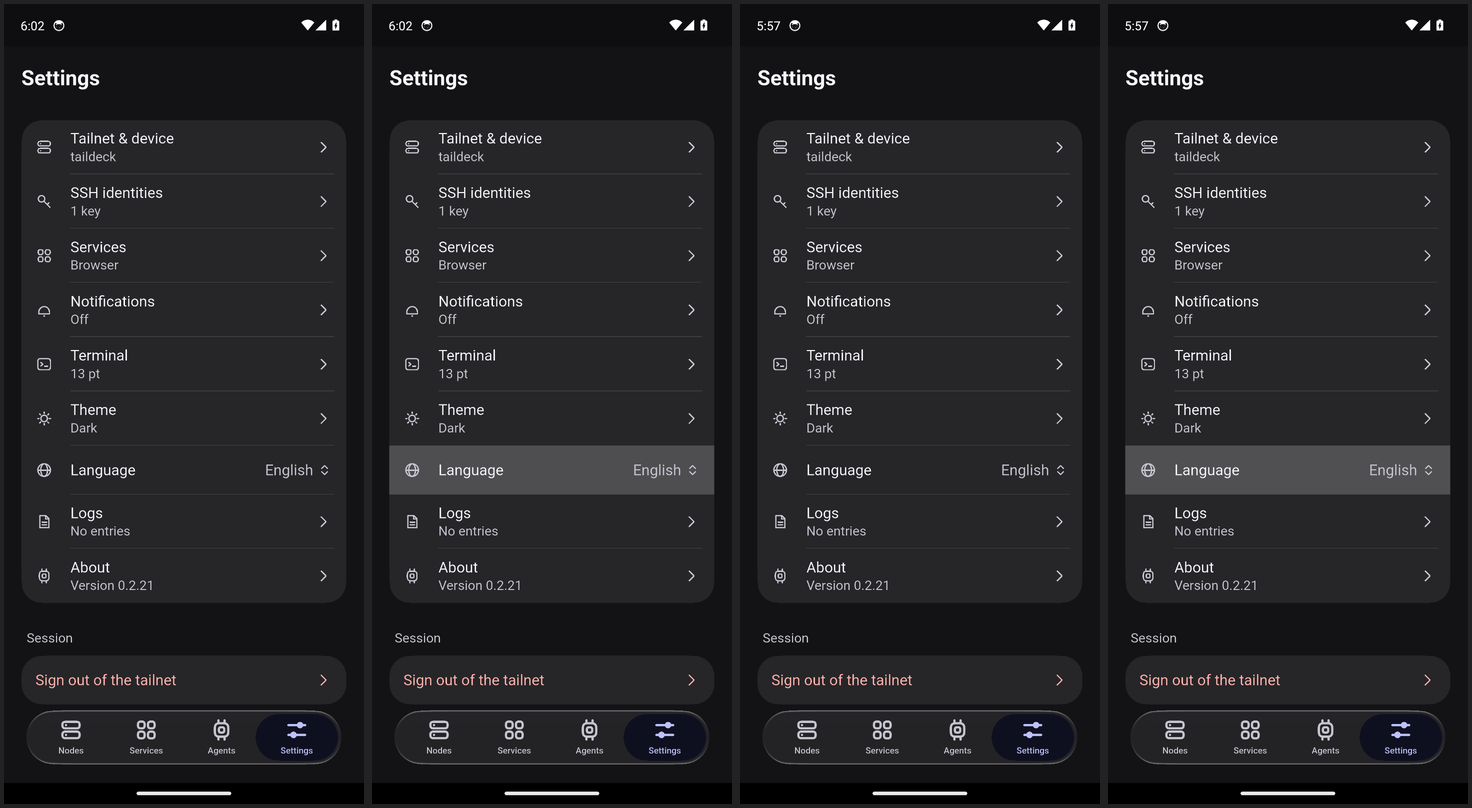 6:02
Settings
Tailnet & device
taildeck
SSH identities
1 key
Services
Browser
Notifications
Off
Terminal
13 pt
Theme
Dark
Language English
Logs
No entries
About
Version 0.2.21
Session
Sign out of the tailnet
Nodes Services Agents Settings
6:02
Settings
Tailnet & device
taildeck
SSH identities
1 key
Services
Browser
Notifications
Off
Terminal
13 pt
Theme
Dark
Language English
Logs
No entries
About
Version 0.2.21
Session
Sign out of the tailnet
Nodes Services Agents Settings
5:57
Settings
Tailnet & device
taildeck
SSH identities
1 key
Services
Browser
Notifications
Off
Terminal
13 pt
Theme
Dark
Language English
Logs
No entries
About
Version 0.2.21
Session
Sign out of the tailnet
Nodes Services Agents Settings
5:57
Settings
Tailnet & device
taildeck
SSH identities
1 key
Services
Browser
Notifications
Off
Terminal
13 pt
Theme
Dark
Language English
Logs
No entries
About
Version 0.2.21
Session
Sign out of the tailnet
Nodes Services Agents Settings